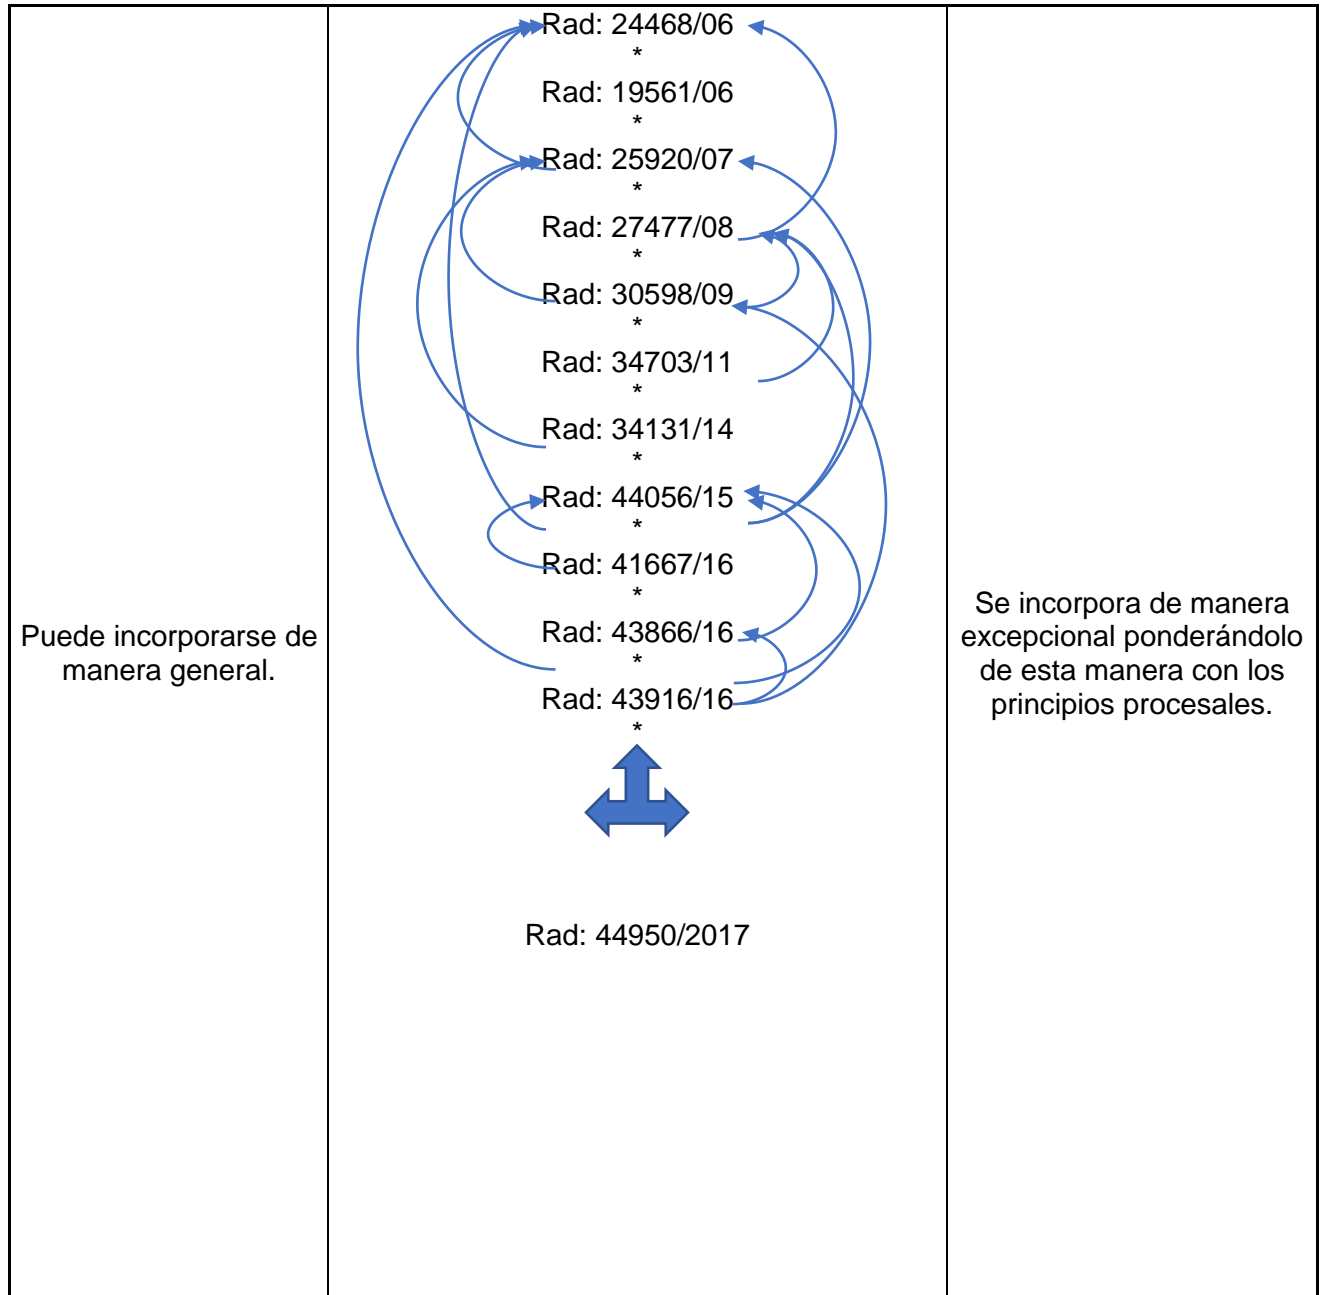 Puede incorporarse de
manera general.
Rad: 24468/06
*
Rad: 19561/06
*
Rad: 25920/07
*
Rad: 27477/08
*
Rad: 30598/09
*
Rad: 34703/11
*
Rad: 34131/14
*
Rad: 44056/15
*
Rad: 41667/16
*
Rad: 43866/16
*
Rad: 43916/16
*
Rad: 44950/2017
Se incorpora de manera
excepcional ponderándolo
de esta manera con los
principios procesales.